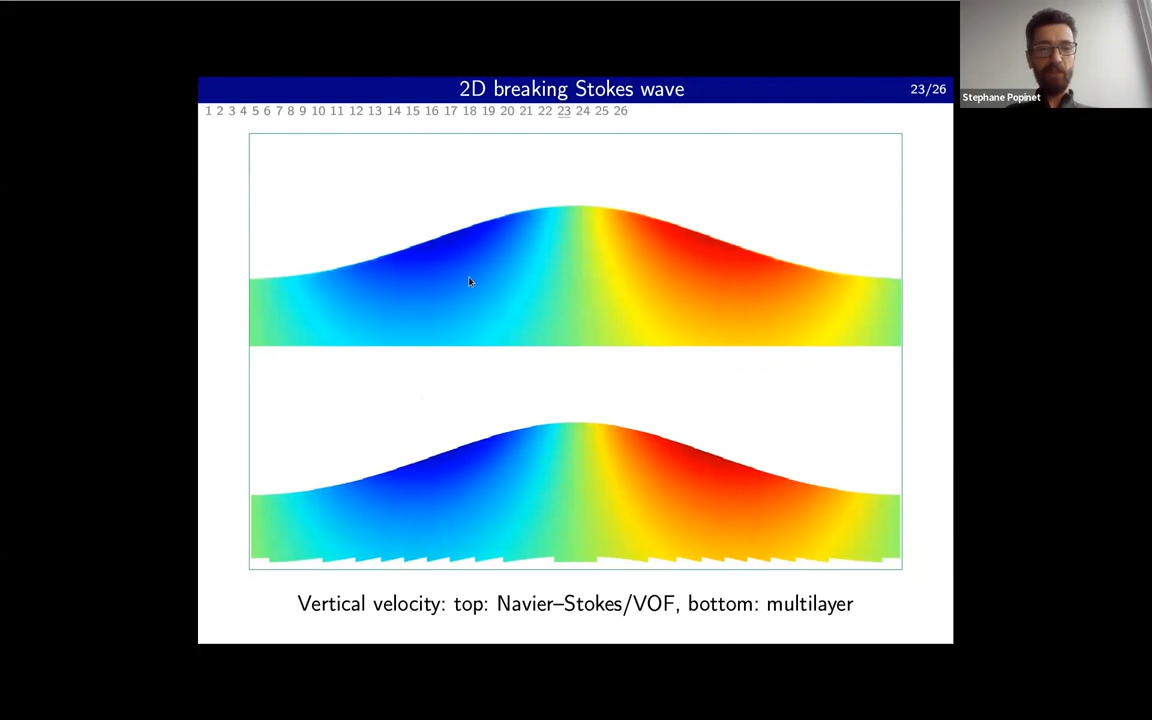 2D breaking Stokes wave
23/26
1 2 3 4 5 6 7 8 9 10 11 12 13 14 15 16 17 18 19 20 21 22 23 24 25 26
Stephane Popinet
Vertical velocity: top: Navier–Stokes/VOF, bottom: multilayer